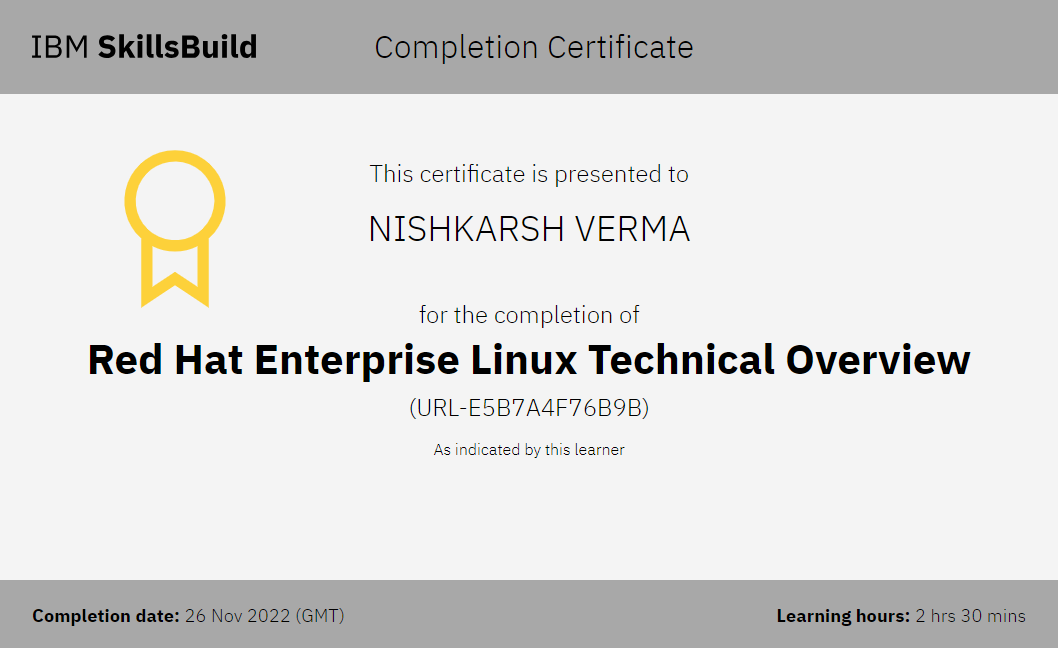 IBM SkillsBuild
Completion Certificate
This certificate is presented to
NISHKARSH VERMA
for the completion of
Red Hat Enterprise Linux Technical Overview
(URL-E5B7A4F76B9B)
As indicated by this learner
Completion date: 26 Nov 2022 (GMT)
Learning hours: 2 hrs 30 mins